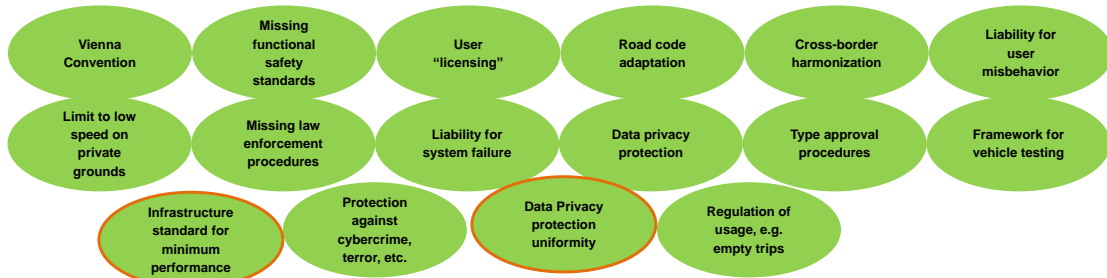 Vienna
Convention
Missing
functional
safety
standards
User
“licensing”
Road code
adaptation
Cross-border
harmonization
Liability for
user
misbehavior
Limit to low
speed on
private
grounds
Missing law
enforcement
procedures
Liability for
system failure
Data privacy
protection
Type approval
procedures
Framework for
vehicle testing
Infrastructure
standard for
minimum
performance
Protection
against
cybercrime,
terror, etc.
Data Privacy
protection
uniformity
Regulation of
usage, e.g.
empty trips